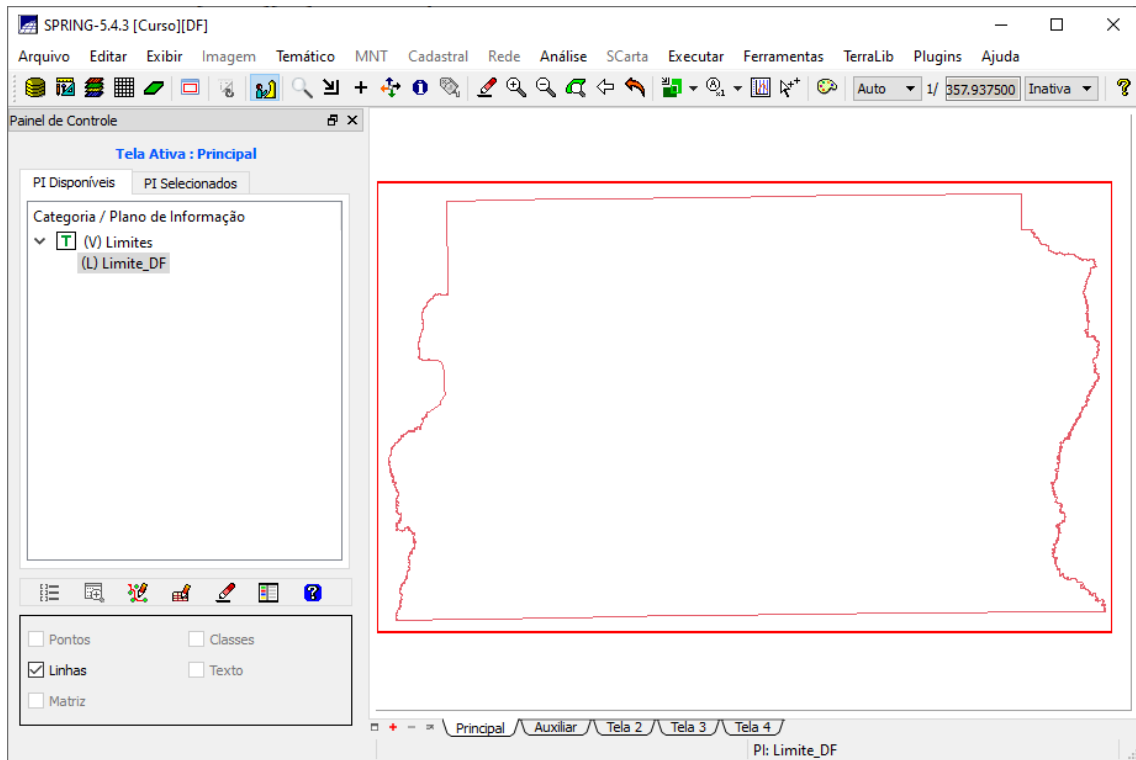 SPRING-5.4.3 [Curso][DF]
Arquivo Editar Exibir Imagem Temático MNT Cadastral Rede Análise SCarta Executar Ferramentas TerraLib Plugins Ajuda
Auto 1/ 357.937500 Inativa
Painel de Controle
Tela Ativa : Principal
PI Disponíveis PI Selecionados
Categoria / Plano de Informação
T (V) Limites
(L) Limite_DF
Pontos Classes
Linhas Texto
Matriz
Principal Auxiliar Tela 2 Tela 3 Tela 4
PI: Limite_DF